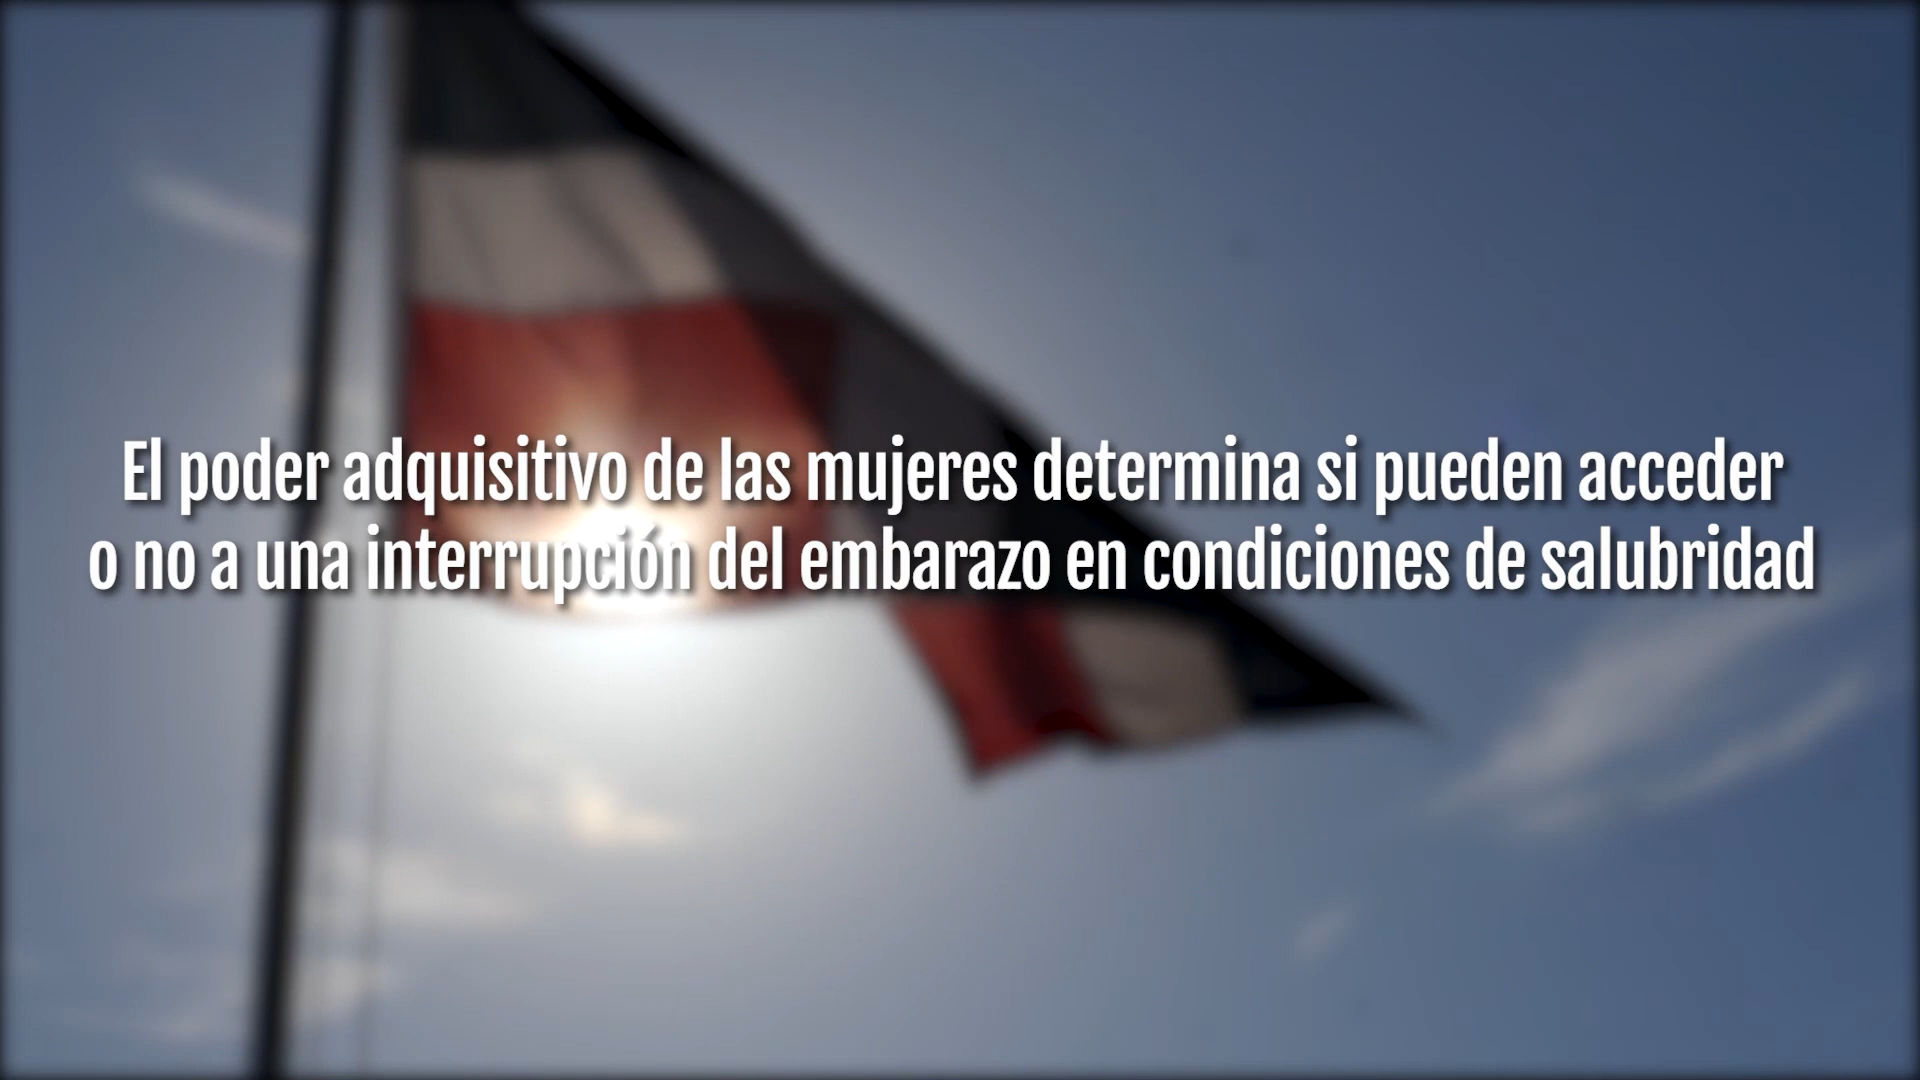 El poder adquisitivo de las mujeres determina si pueden acceder
o no a una interrupción del embarazo en condiciones de salubridad